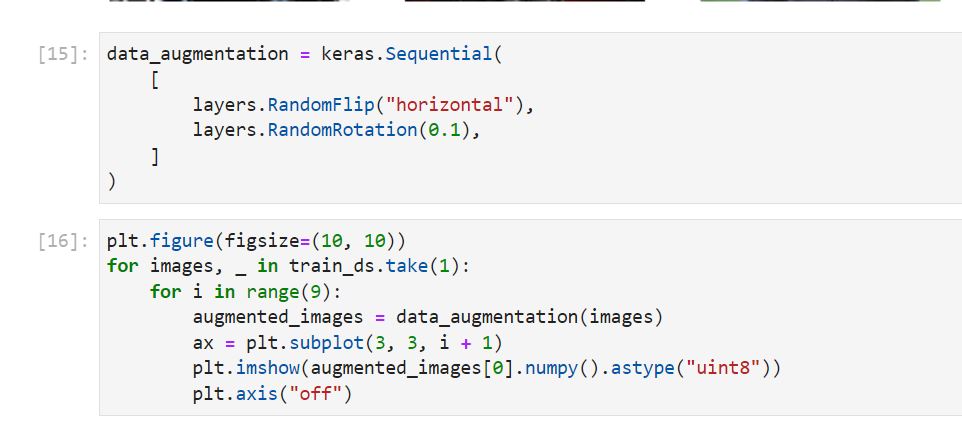 [15]: data_augmentation = keras.Sequential(
    [
        layers.RandomFlip("horizontal"),
        layers.RandomRotation(0.1),
    ]
)
[16]: plt.figure(figsize=(10, 10))
for images, _ in train_ds.take(1):
    for i in range(9):
        augmented_images = data_augmentation(images)
        ax = plt.subplot(3, 3, i + 1)
        plt.imshow(augmented_images[0].numpy().astype("uint8"))
        plt.axis("off")